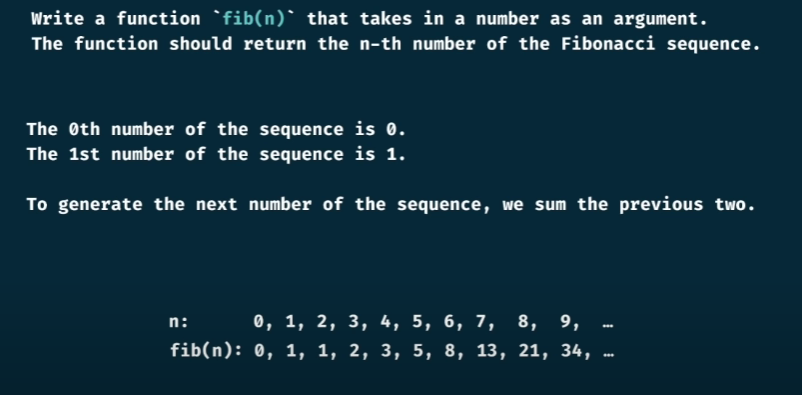 Write a function `fib(n)` that takes in a number as an argument.
The function should return the n-th number of the Fibonacci sequence.
The 0th number of the sequence is 0.
The 1st number of the sequence is 1.
To generate the next number of the sequence, we sum the previous two.
n: 0, 1, 2, 3, 4, 5, 6, 7, 8, 9, …
fib(n): 0, 1, 1, 2, 3, 5, 8, 13, 21, 34, …